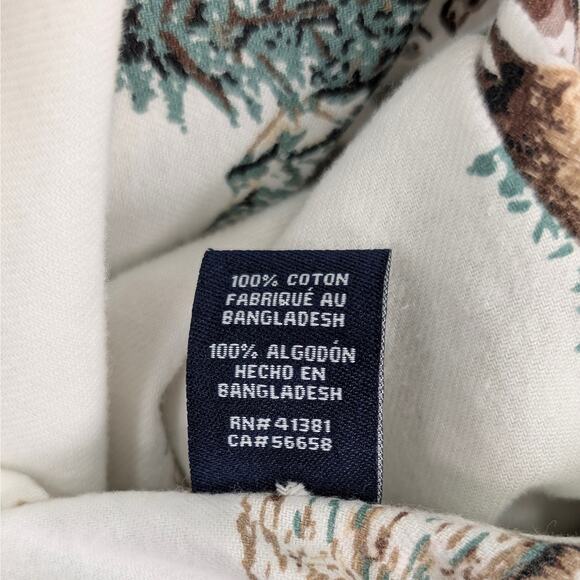 100% COTON
FABRIQUÉ AU
BANGLADESH
100% ALGODÓN
HECHO EN
BANGLADESH
RN# 41381
CA# 56658